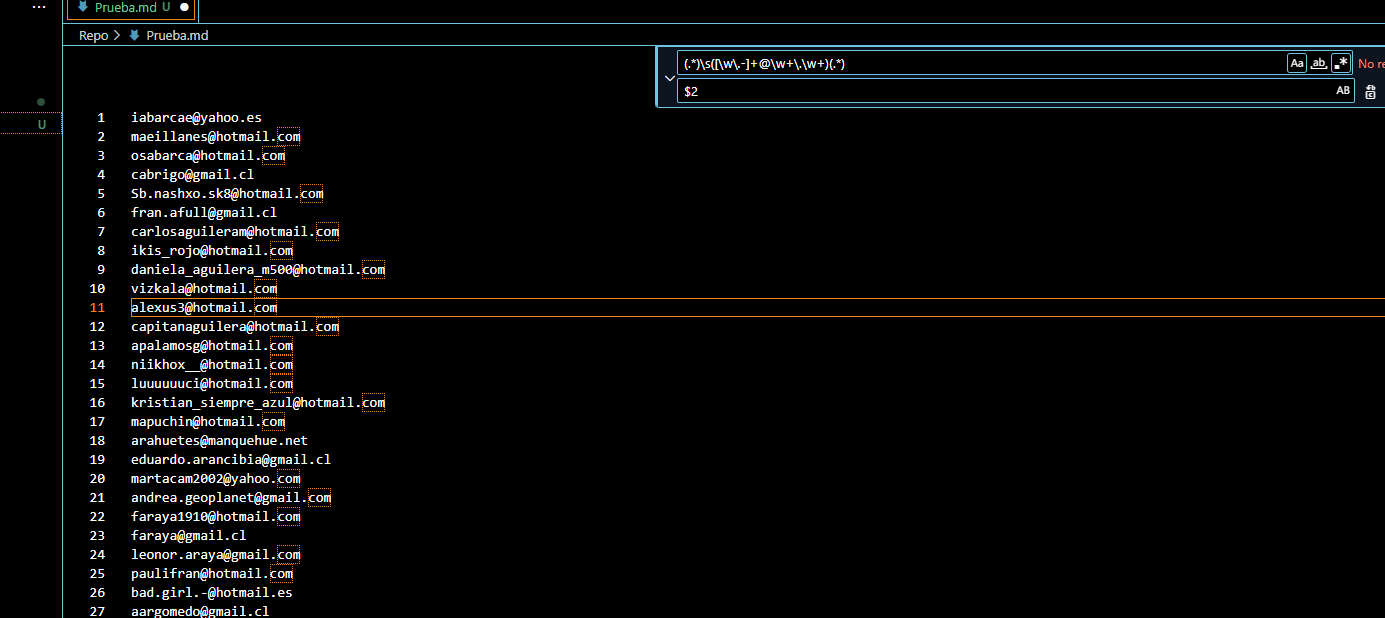 Prueba.md U
Repo > Prueba.md
(.*)\s([\w\.-]+@\w+\.\w+)(.*) Aa ab .* No re
$2 AB
U
1 iabarcae@yahoo.es
2 maeillanes@hotmail.com
3 osabarca@hotmail.com
4 cabrigo@gmail.cl
5 Sb.nashxo.sk8@hotmail.com
6 fran.afull@gmail.cl
7 carlosaguileram@hotmail.com
8 ikis_rojo@hotmail.com
9 daniela_aguilera_m500@hotmail.com
10 vizkala@hotmail.com
11 alexus3@hotmail.com
12 capitanaguilera@hotmail.com
13 apalamosg@hotmail.com
14 niikhox__@hotmail.com
15 luuuuuuci@hotmail.com
16 kristian_siempre_azul@hotmail.com
17 mapuchin@hotmail.com
18 arahuetes@manquehue.net
19 eduardo.arancibia@gmail.cl
20 martacam2002@yahoo.com
21 andrea.geoplanet@gmail.com
22 faraya1910@hotmail.com
23 faraya@gmail.cl
24 leonor.araya@gmail.com
25 paulifran@hotmail.com
26 bad.girl.-@hotmail.es
27 aargomedo@gmail.cl